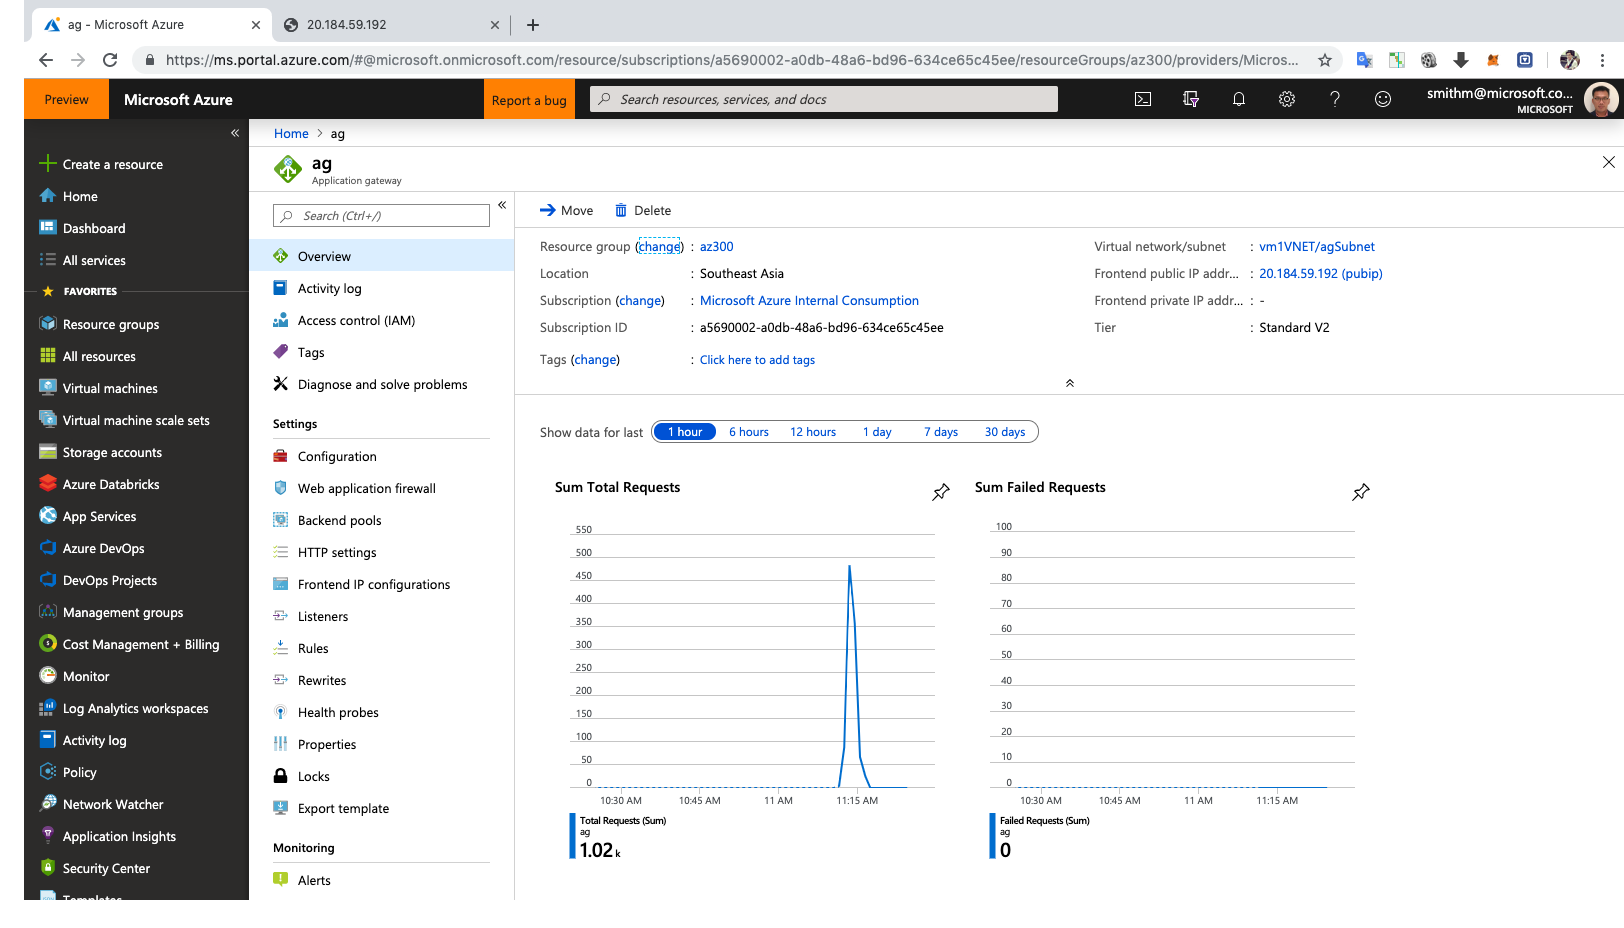 ag - Microsoft Azure
20.184.59.192
https://ms.portal.azure.com/#@microsoft.onmicrosoft.com/resource/subscriptions/a5690002-a0db-48a6-bd96-634ce65c45ee/resourceGroups/az300/providers/Micros...
Preview
Microsoft Azure
Report a bug
Search resources, services, and docs
smithm@microsoft.co...
MICROSOFT
Home > ag
ag
Application gateway
Create a resource
Home
Dashboard
All services
FAVORITES
Resource groups
All resources
Virtual machines
Virtual machine scale sets
Storage accounts
Azure Databricks
App Services
Azure DevOps
DevOps Projects
Management groups
Cost Management + Billing
Monitor
Log Analytics workspaces
Activity log
Policy
Network Watcher
Application Insights
Security Center
Templates
Search (Ctrl+/)
Overview
Activity log
Access control (IAM)
Tags
Diagnose and solve problems
Settings
Configuration
Web application firewall
Backend pools
HTTP settings
Frontend IP configurations
Listeners
Rules
Rewrites
Health probes
Properties
Locks
Export template
Monitoring
Alerts
Move
Delete
Resource group (change) : az300
Location : Southeast Asia
Subscription (change) : Microsoft Azure Internal Consumption
Subscription ID : a5690002-a0db-48a6-bd96-634ce65c45ee
Tags (change) : Click here to add tags
Virtual network/subnet : vm1VNET/agSubnet
Frontend public IP addr... : 20.184.59.192 (pubip)
Frontend private IP addr... : -
Tier : Standard V2
Show data for last
1 hour
6 hours
12 hours
1 day
7 days
30 days
Sum Total Requests
550
500
450
400
350
300
250
200
150
100
50
0
10:30 AM
10:45 AM
11 AM
11:15 AM
Total Requests (Sum)
ag
1.02 k
Sum Failed Requests
100
90
80
70
60
50
40
30
20
10
0
10:30 AM
10:45 AM
11 AM
11:15 AM
Failed Requests (Sum)
ag
0